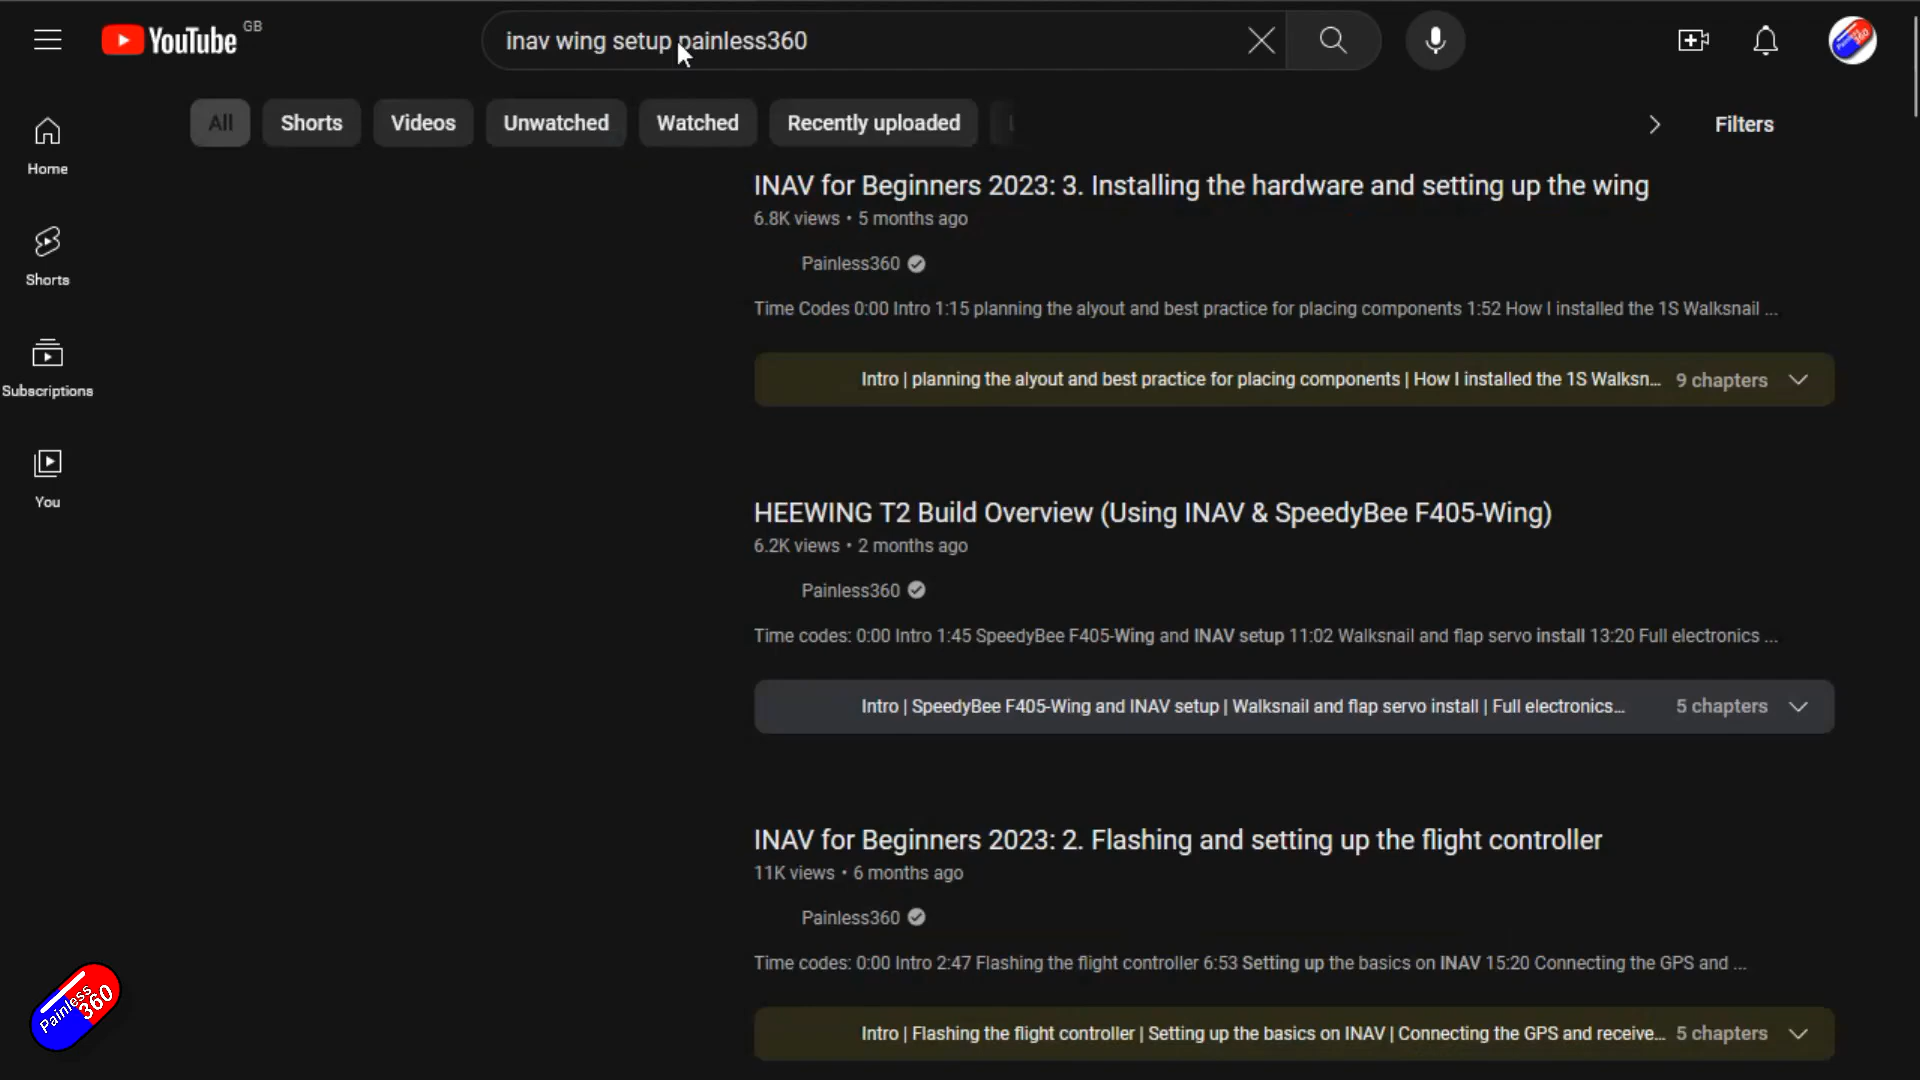 YouTube GB
inav wing setup painless360
All
Shorts
Videos
Unwatched
Watched
Recently uploaded
Filters
Home
Shorts
Subscriptions
You
INAV for Beginners 2023: 3. Installing the hardware and setting up the wing
6.8K views • 5 months ago
Painless360
Time Codes 0:00 Intro 1:15 planning the alyout and best practice for placing components 1:52 How I installed the 1S Walksnail ...
Intro | planning the alyout and best practice for placing components | How I installed the 1S Walksn... 9 chapters
HEEWING T2 Build Overview (Using INAV & SpeedyBee F405-Wing)
6.2K views • 2 months ago
Painless360
Time codes: 0:00 Intro 1:45 SpeedyBee F405-Wing and INAV setup 11:02 Walksnail and flap servo install 13:20 Full electronics ...
Intro | SpeedyBee F405-Wing and INAV setup | Walksnail and flap servo install | Full electronics... 5 chapters
INAV for Beginners 2023: 2. Flashing and setting up the flight controller
11K views • 6 months ago
Painless360
Time codes: 0:00 Intro 2:47 Flashing the flight controller 6:53 Setting up the basics on INAV 15:20 Connecting the GPS and ...
Intro | Flashing the flight controller | Setting up the basics on INAV | Connecting the GPS and receive... 5 chapters
Painless
360